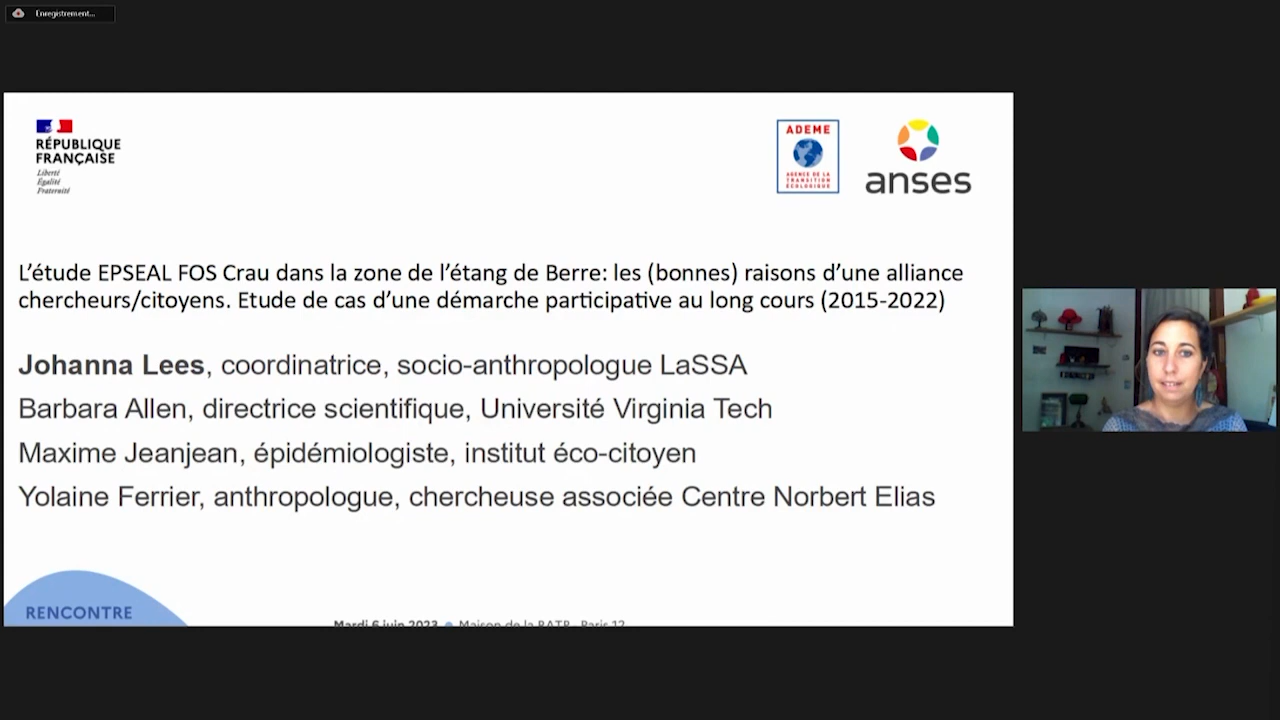 Enregistrement...
RÉPUBLIQUE
FRANÇAISE
Liberté
Égalité
Fraternité
ADEME
AGENCE DE LA
TRANSITION
ÉCOLOGIQUE
anses
L’étude EPSEAL FOS Crau dans la zone de l’étang de Berre: les (bonnes) raisons d’une alliance
chercheurs/citoyens. Etude de cas d’une démarche participative au long cours (2015-2022)
Johanna Lees, coordinatrice, socio-anthropologue LaSSA
Barbara Allen, directrice scientifique, Université Virginia Tech
Maxime Jeanjean, épidémiologiste, institut éco-citoyen
Yolaine Ferrier, anthropologue, chercheuse associée Centre Norbert Elias
RENCONTRE
Mardi 6 juin 2023 ● Maison de la RATP - Paris 12